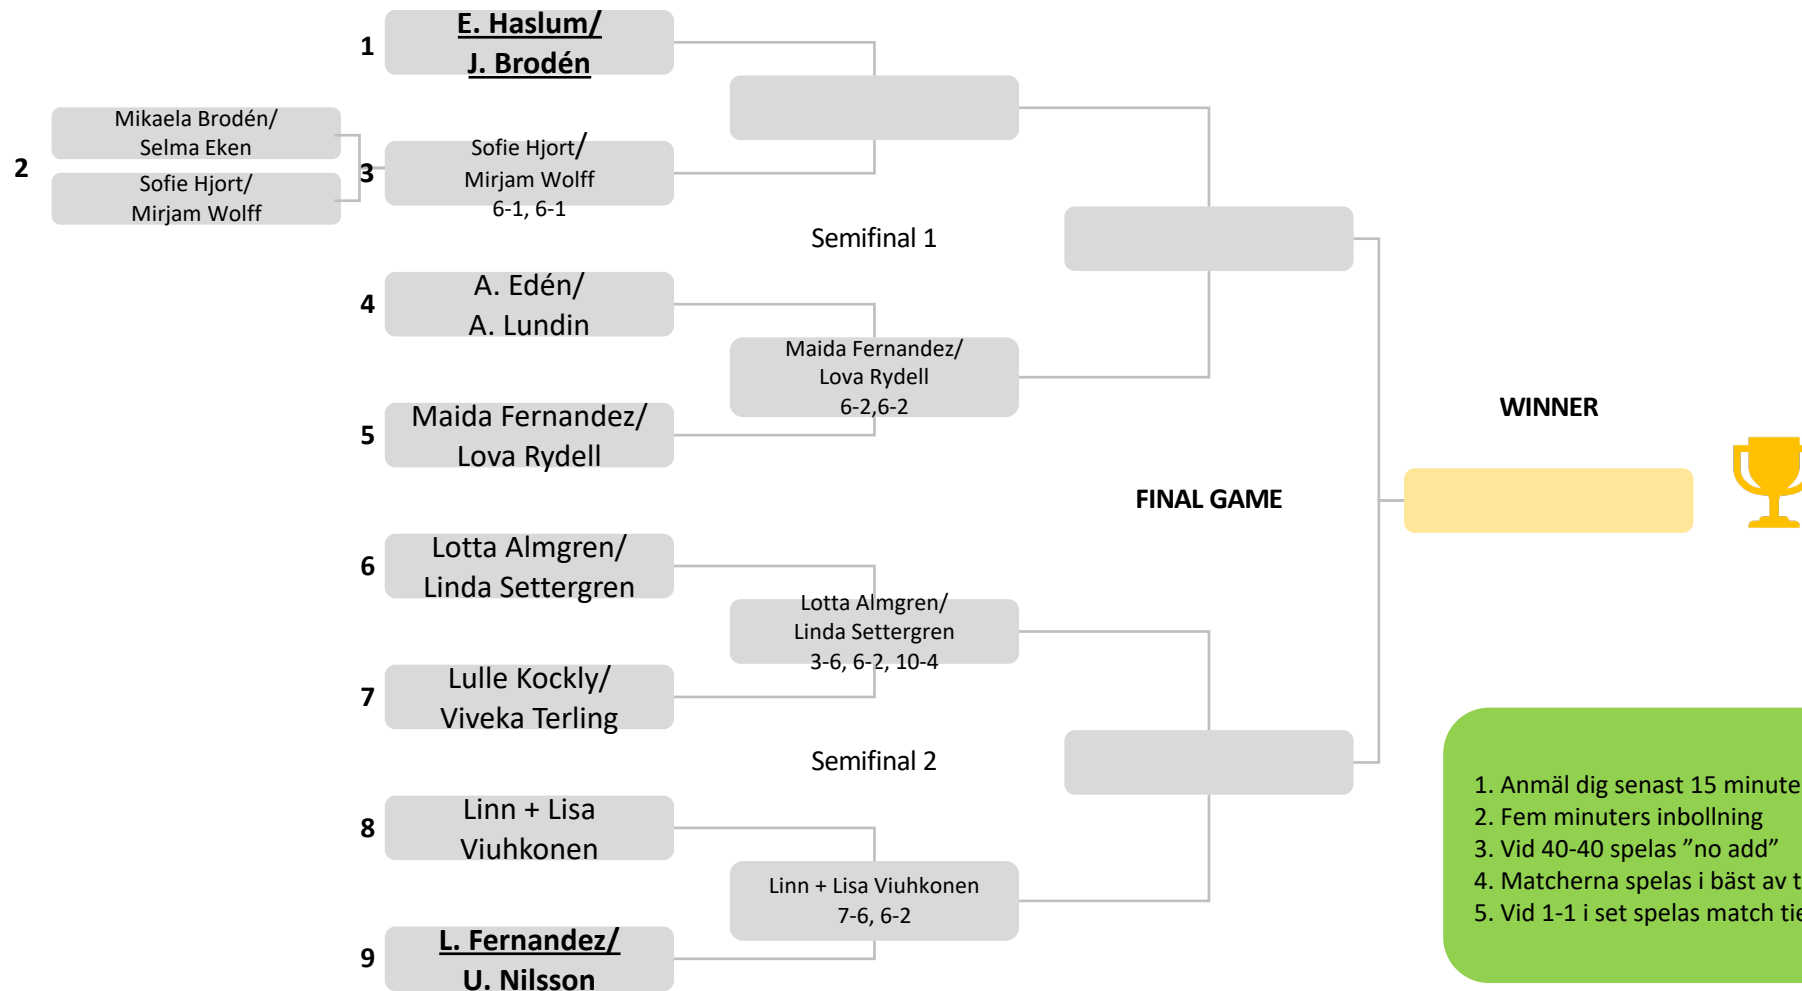 1
E. Haslum/
J. Brodén
2
Mikaela Brodén/
Selma Eken
Sofie Hjort/
Mirjam Wolff
3
Sofie Hjort/
Mirjam Wolff
6-1, 6-1
Semifinal 1
4
A. Edén/
A. Lundin
Maida Fernandez/
Lova Rydell
6-2,6-2
5
Maida Fernandez/
Lova Rydell
WINNER
FINAL GAME
6
Lotta Almgren/
Linda Settergren
Lotta Almgren/
Linda Settergren
3-6, 6-2, 10-4
7
Lulle Kockly/
Viveka Terling
Semifinal 2
8
Linn + Lisa
Viuhkonen
Linn + Lisa Viuhkonen
7-6, 6-2
9
L. Fernandez/
U. Nilsson
1. Anmäl dig senast 15 minute
2. Fem minuters inbollning
3. Vid 40-40 spelas ”no add”
4. Matcherna spelas i bäst av t
5. Vid 1-1 i set spelas match tie